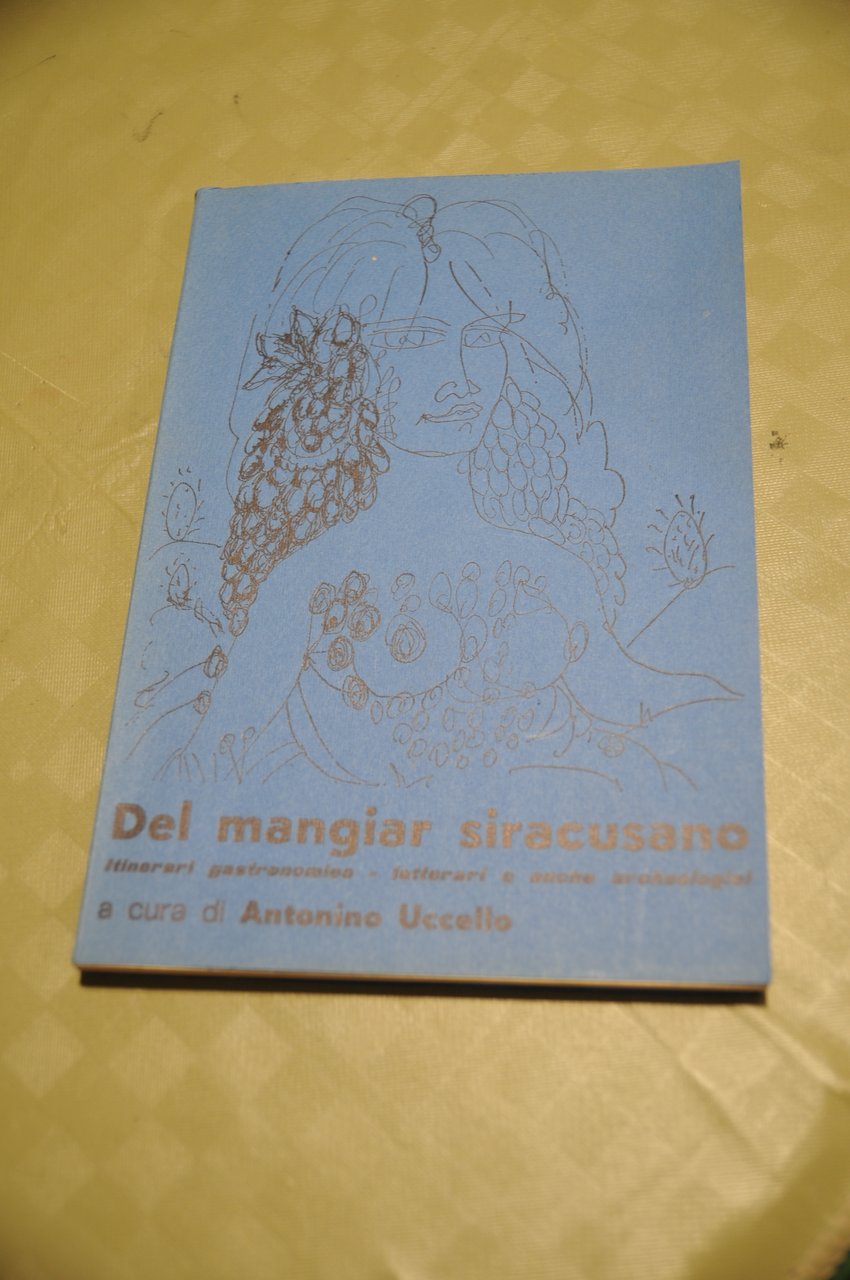 Del mangiar siracusano
Itinerari gastronomico - letterari e anche archeologici
a cura di Antonino Uccello